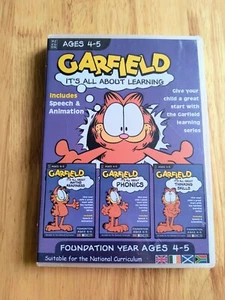 AGES 4-5
GARFIELD
IT'S ALL ABOUT LEARNING
Includes
Speech &
Animation
Give your
child a great
start with
the Garfield
learning
series
GARFIELD
GARFIELD
PHONICS
GARFIELD
THINKING
SKILLS
FOUNDATION YEAR AGES 4-5
Suitable for the National Curriculum